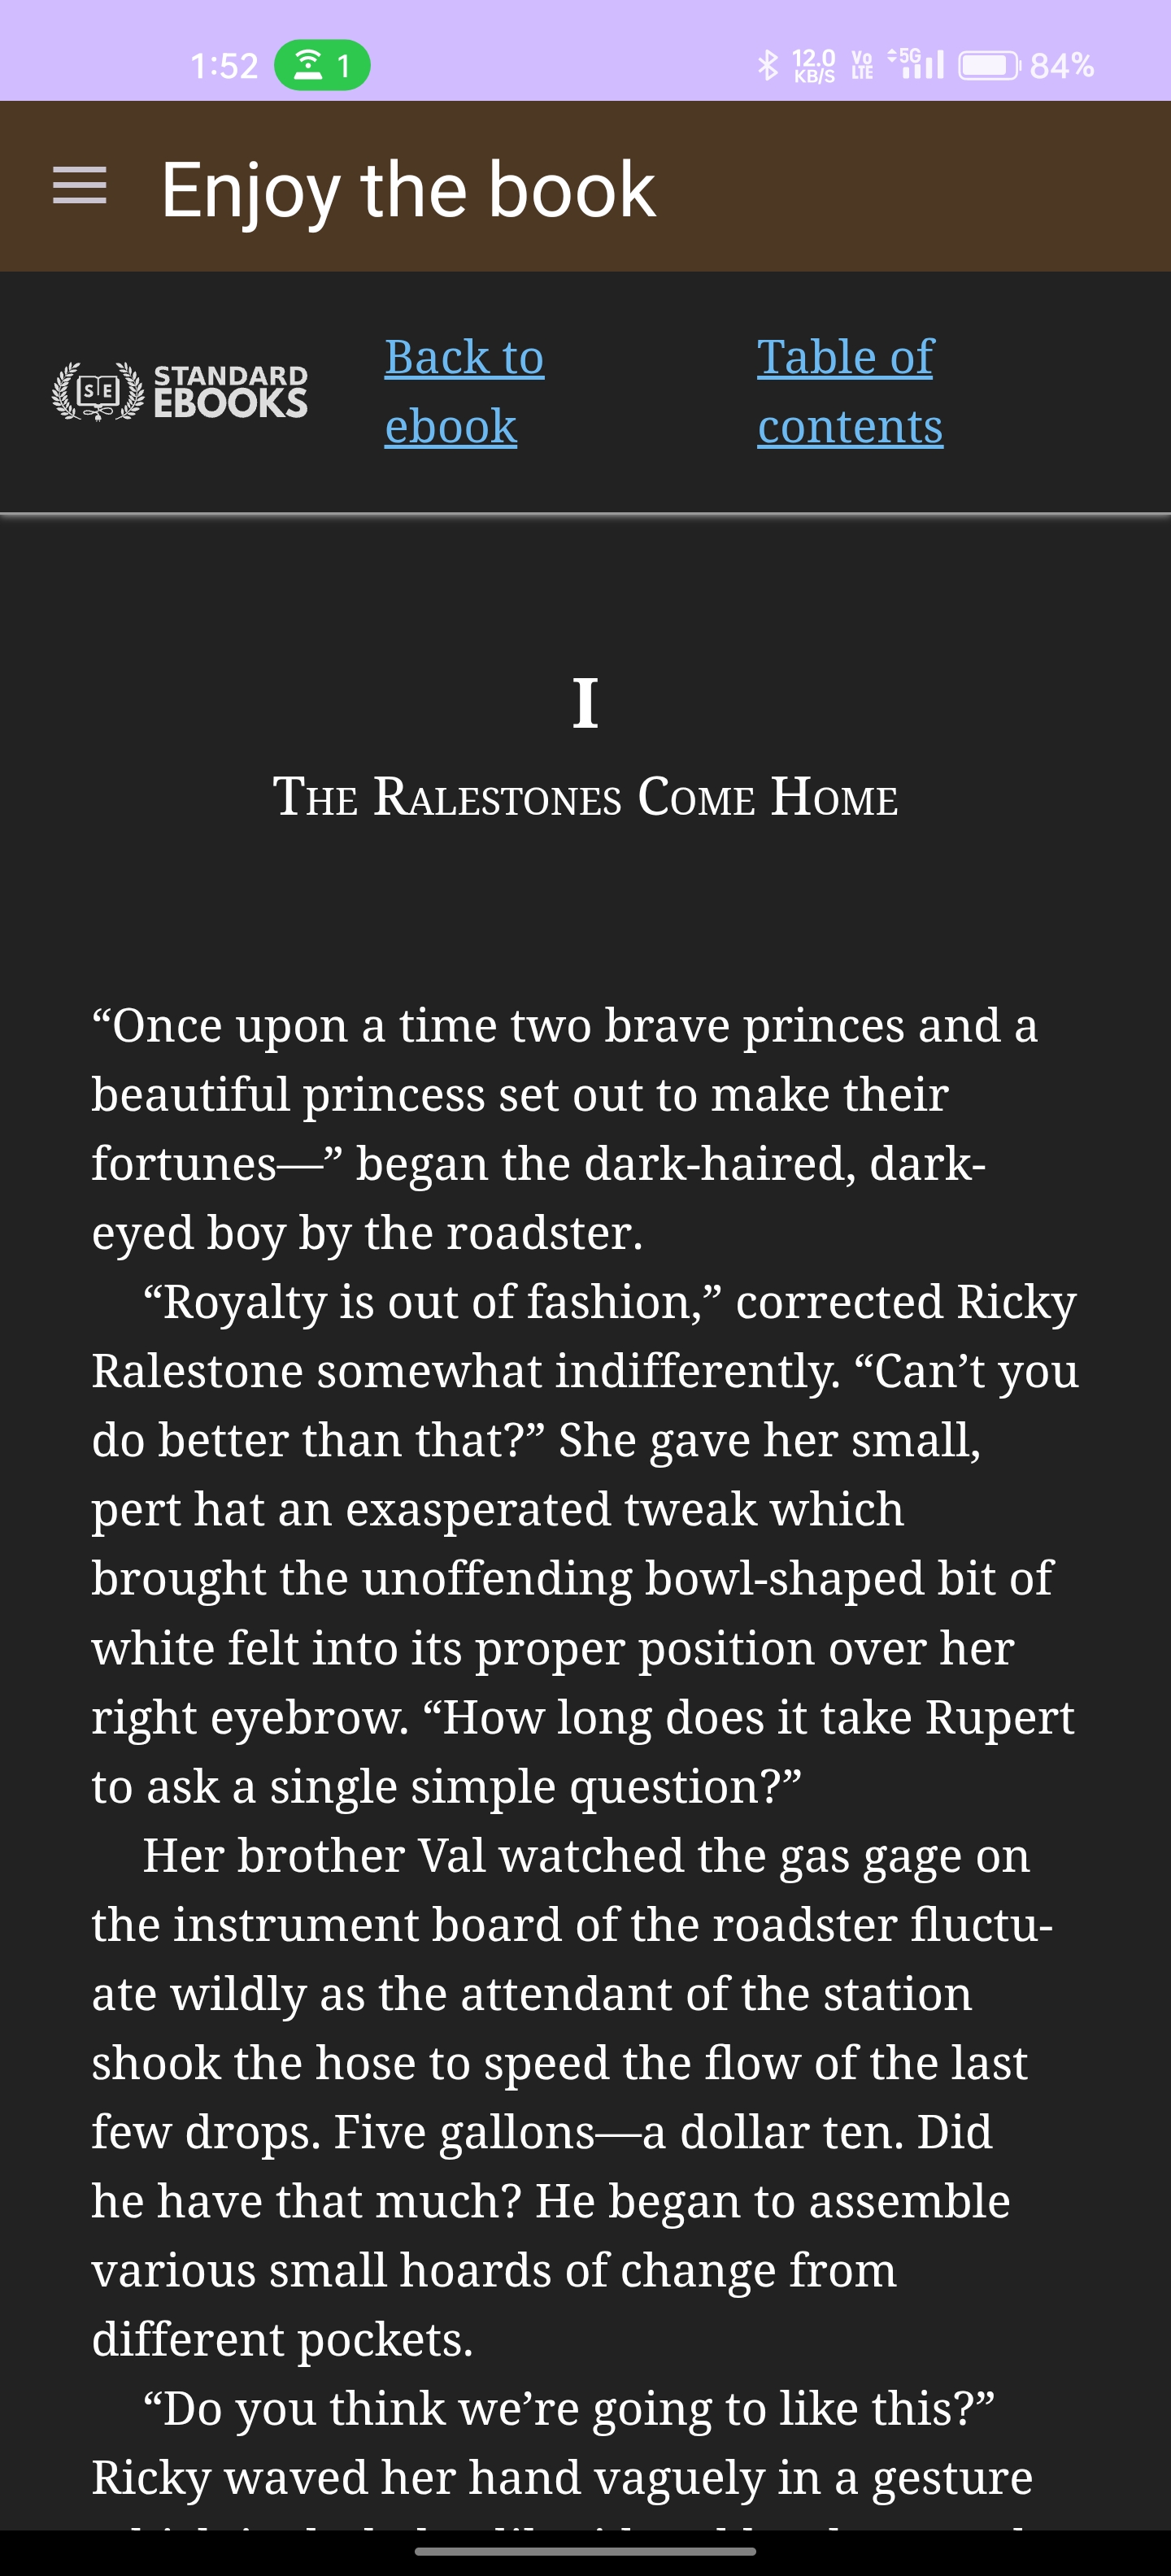 1:52 1 12.0 KB/S Vo LTE 5G 84%
Enjoy the book
S E STANDARD EBOOKS
Back to ebook
Table of contents
I
The Ralestones Come Home
“Once upon a time two brave princes and a
beautiful princess set out to make their
fortunes—” began the dark-haired, dark-
eyed boy by the roadster.
“Royalty is out of fashion,” corrected Ricky
Ralestone somewhat indifferently. “Can’t you
do better than that?” She gave her small,
pert hat an exasperated tweak which
brought the unoffending bowl-shaped bit of
white felt into its proper position over her
right eyebrow. “How long does it take Rupert
to ask a single simple question?”
Her brother Val watched the gas gage on
the instrument board of the roadster fluctu-
ate wildly as the attendant of the station
shook the hose to speed the flow of the last
few drops. Five gallons—a dollar ten. Did
he have that much? He began to assemble
various small hoards of change from
different pockets.
“Do you think we’re going to like this?”
Ricky waved her hand vaguely in a gesture